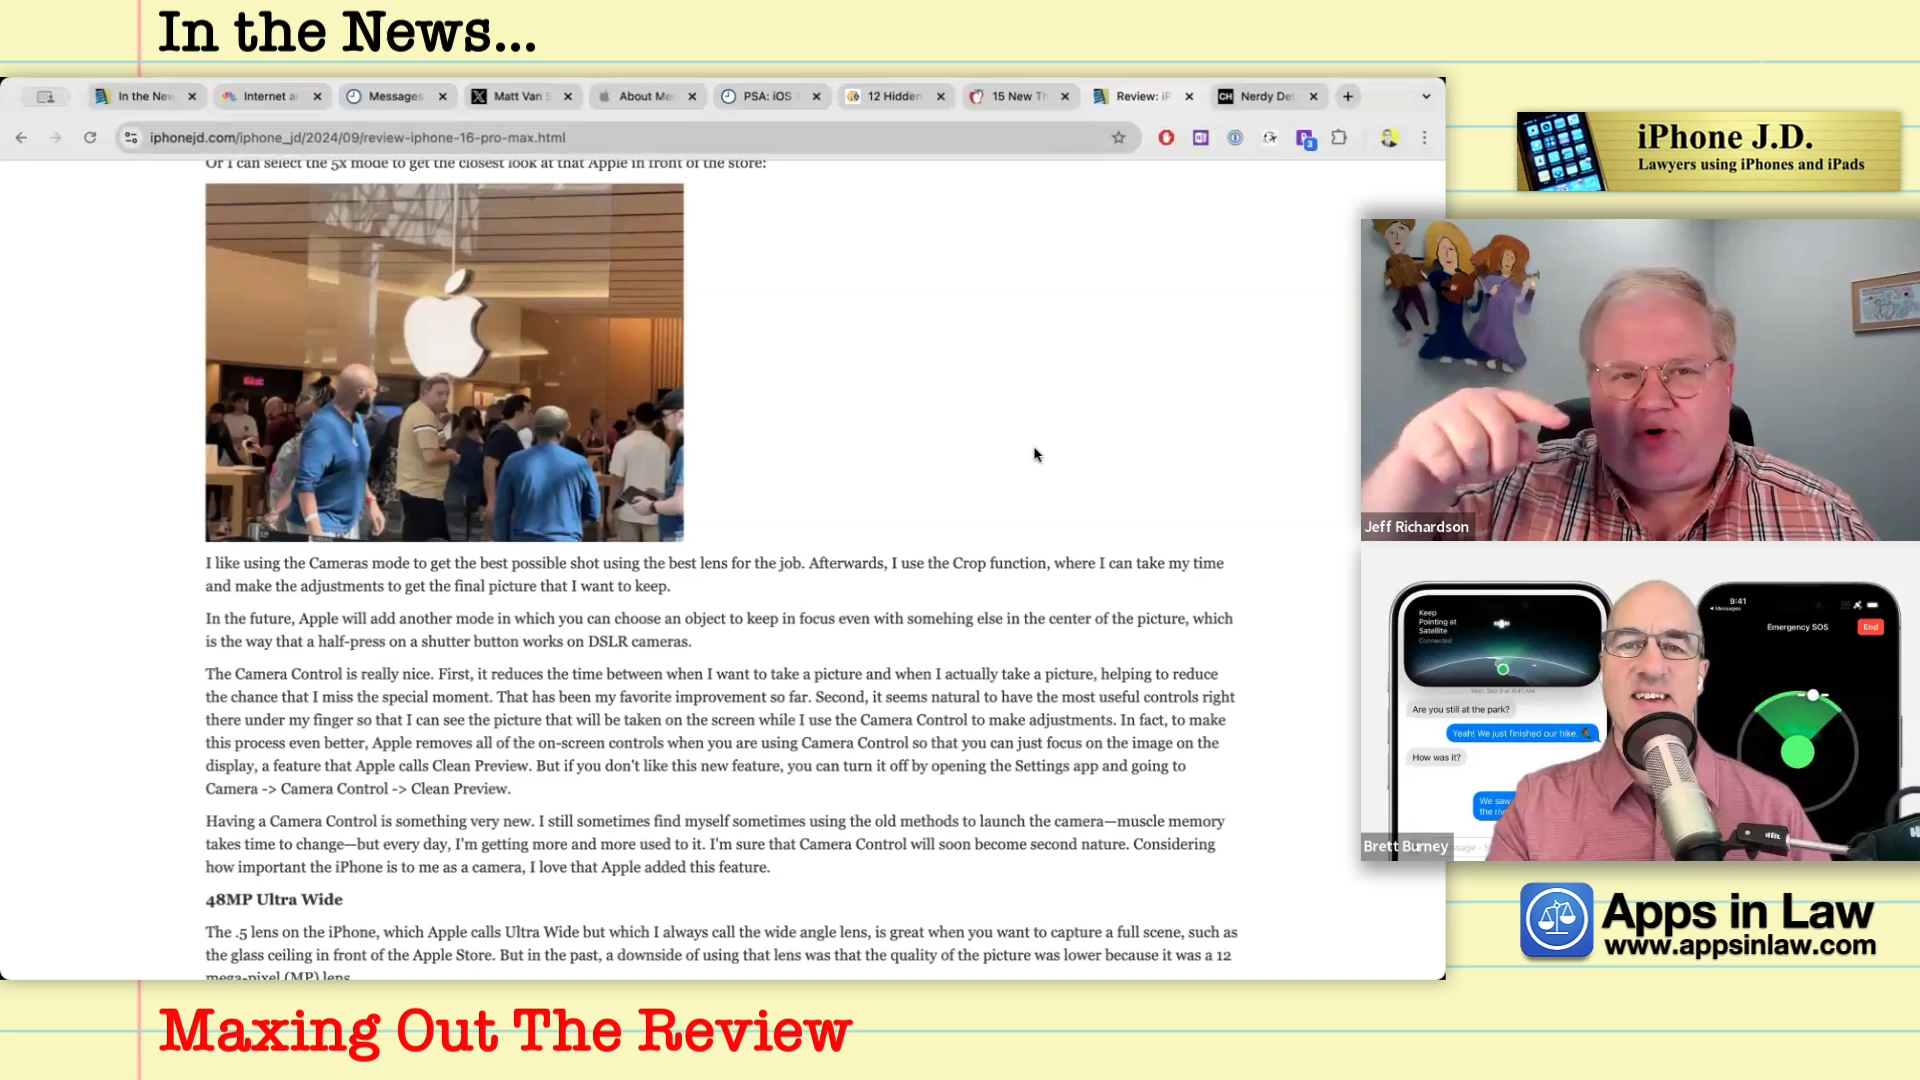 In the News...
In the Nev
Internet ar
Messages
Matt Van S
About Me
PSA: iOS
12 Hidden
15 New Th
Review: iP
CH
Nerdy Det
iphonejd.com/iphone_jd/2024/09/review-iphone-16-pro-max.html
3
Or I can select the 5x mode to get the closest look at that Apple in front of the store:
I like using the Cameras mode to get the best possible shot using the best lens for the job. Afterwards, I use the Crop function, where I can take my time
and make the adjustments to get the final picture that I want to keep.
In the future, Apple will add another mode in which you can choose an object to keep in focus even with somehing else in the center of the picture, which
is the way that a half-press on a shutter button works on DSLR cameras.
The Camera Control is really nice. First, it reduces the time between when I want to take a picture and when I actually take a picture, helping to reduce
the chance that I miss the special moment. That has been my favorite improvement so far. Second, it seems natural to have the most useful controls right
there under my finger so that I can see the picture that will be taken on the screen while I use the Camera Control to make adjustments. In fact, to make
this process even better, Apple removes all of the on-screen controls when you are using Camera Control so that you can just focus on the image on the
display, a feature that Apple calls Clean Preview. But if you don't like this new feature, you can turn it off by opening the Settings app and going to
Camera -> Camera Control -> Clean Preview.
Having a Camera Control is something very new. I still sometimes find myself sometimes using the old methods to launch the camera—muscle memory
takes time to change—but every day, I'm getting more and more used to it. I'm sure that Camera Control will soon become second nature. Considering
how important the iPhone is to me as a camera, I love that Apple added this feature.
48MP Ultra Wide
The .5 lens on the iPhone, which Apple calls Ultra Wide but which I always call the wide angle lens, is great when you want to capture a full scene, such as
the glass ceiling in front of the Apple Store. But in the past, a downside of using that lens was that the quality of the picture was lower because it was a 12
mega-pixel (MP) lens
iPhone J.D.
Lawyers using iPhones and iPads
Jeff Richardson
Keep
Pointing at
Satellite
Connected
Are you still at the park?
Yeah! We just finished our hike.
How was it?
We saw
the riv
9:41
Messages
Emergency SOS
End
Brett Burney
Apps in Law
www.appsinlaw.com
Maxing Out The Review